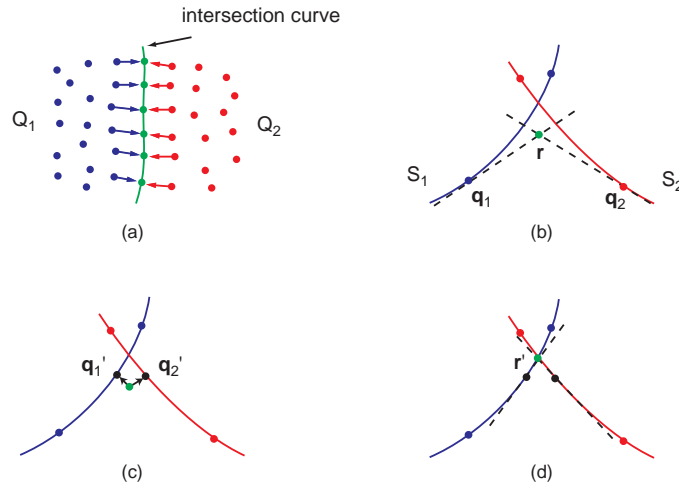 intersection curve
Q1
Q2
(a)
S1
S2
q1
r
q2
(b)
q1'
q2'
(c)
r'
(d)